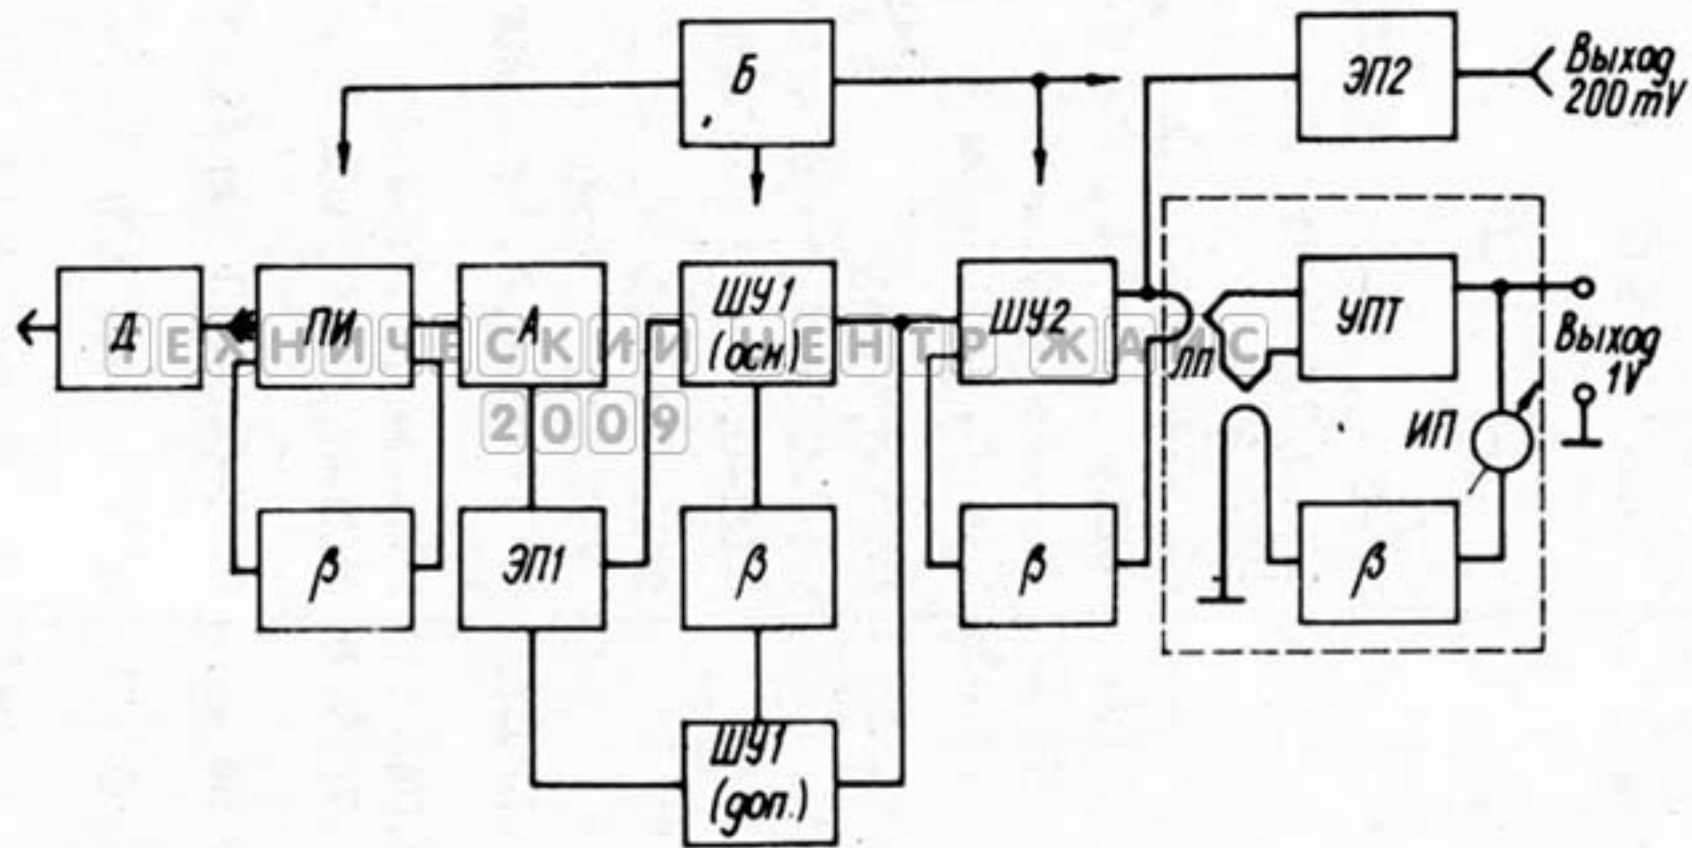 Б
ЭП2
Выход
200 mV
Д
ПИ
А
ШУ1
(осн.)
ШУ2
ЛП
УПТ
Выход
1V
ИП
β
ЭП1
β
β
β
ШУ1
(доп.)
ТЕХНИЧЕСКИЙ ЦЕНТР ЖАИС
2009